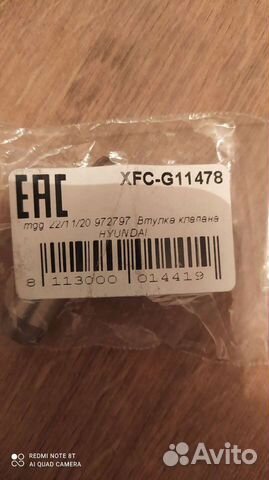 EAC
XFC-G11478
mgg 22/11/20 972797 Втулка клапана
HYUNDAI
8 113000 014419
REDMI NOTE 8T
AI QUAD CAMERA
Avito